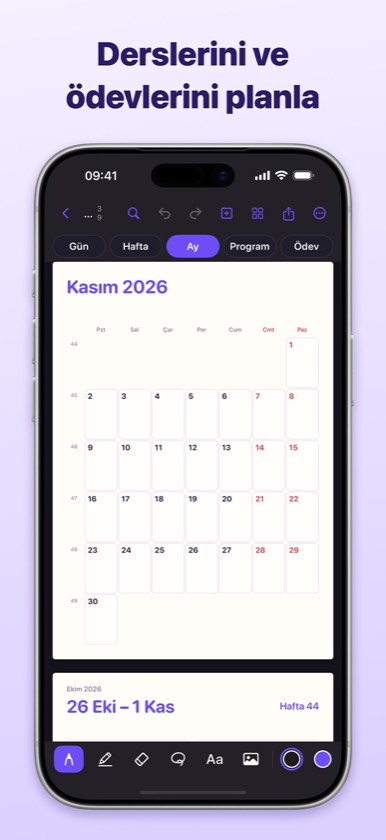 Derslerini ve
ödevlerini planla
09:41
... 3
9
Gün Hafta Ay Program Ödev
Kasım 2026
Pzt Sal Çar Per Cum Cmt Paz
44 1
45 2 3 4 5 6 7 8
46 9 10 11 12 13 14 15
47 16 17 18 19 20 21 22
48 23 24 25 26 27 28 29
49 30
Ekim 2026
26 Eki – 1 Kas Hafta 44
Aa